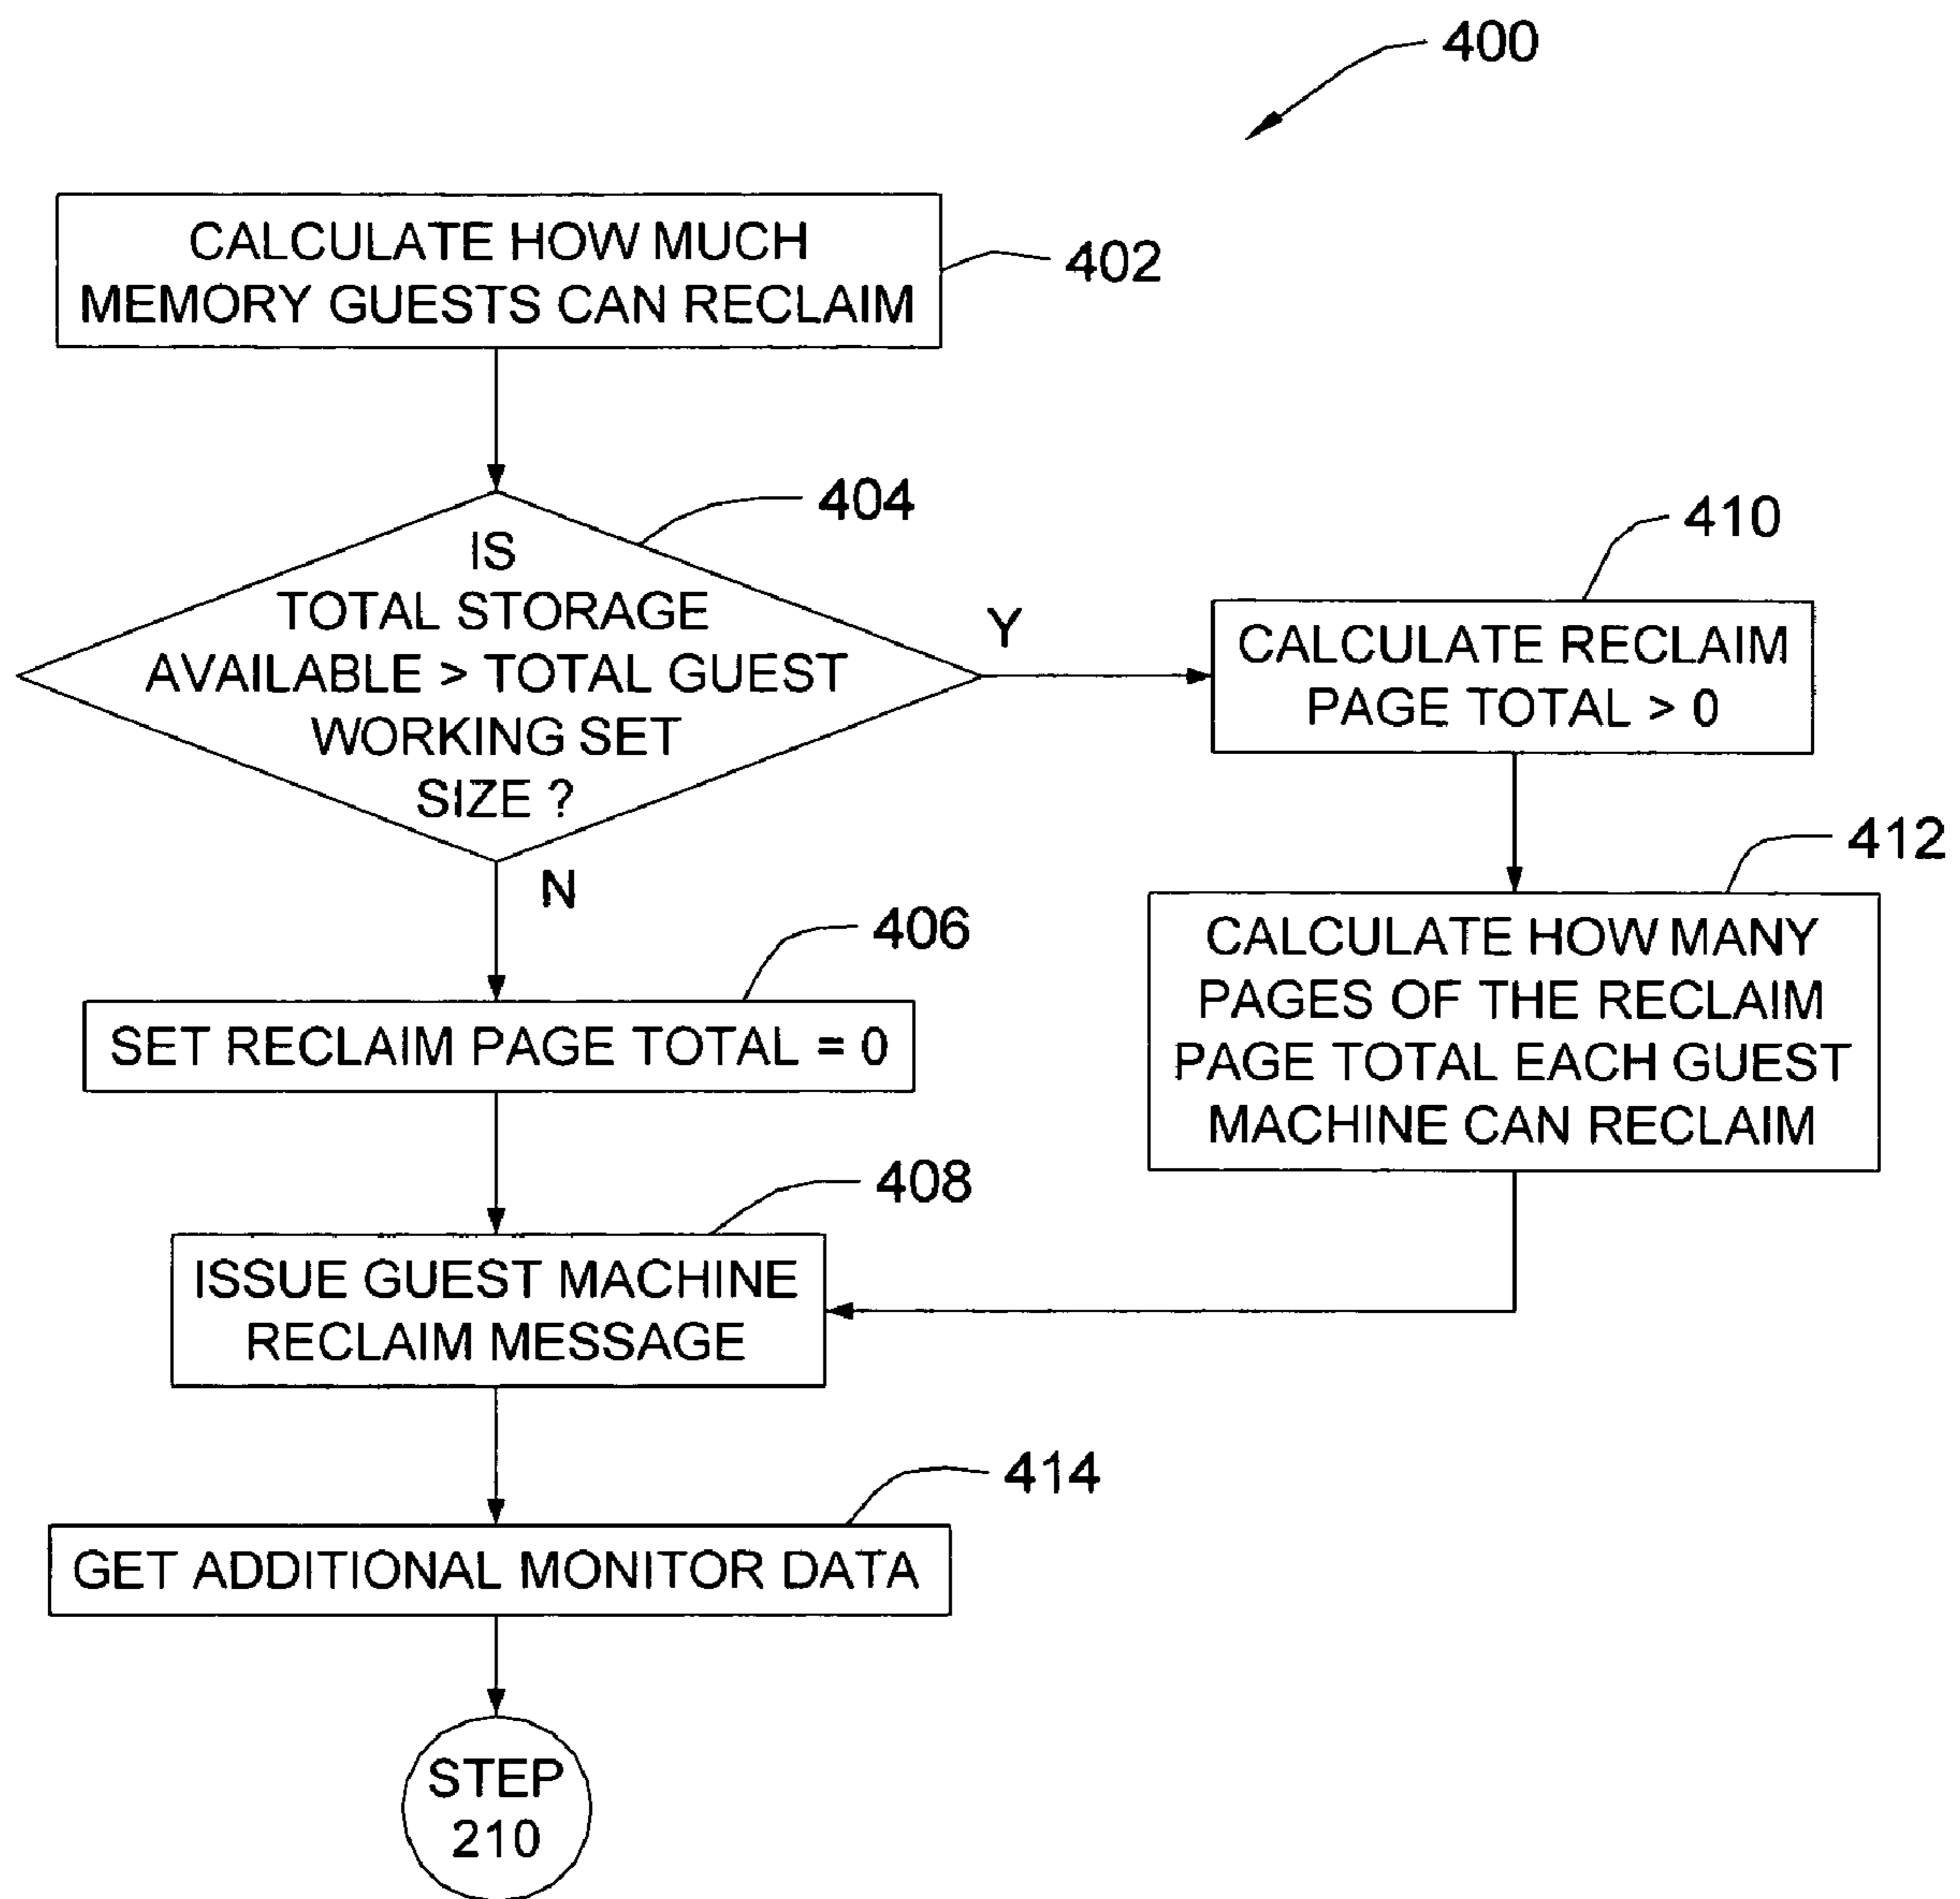 400
CALCULATE HOW MUCH
MEMORY GUESTS CAN RECLAIM
402
IS
TOTAL STORAGE
AVAILABLE > TOTAL GUEST
WORKING SET
SIZE ?
404
Y
N
410
CALCULATE RECLAIM
PAGE TOTAL > 0
412
CALCULATE HOW MANY
PAGES OF THE RECLAIM
PAGE TOTAL EACH GUEST
MACHINE CAN RECLAIM
406
SET RECLAIM PAGE TOTAL = 0
408
ISSUE GUEST MACHINE
RECLAIM MESSAGE
414
GET ADDITIONAL MONITOR DATA
STEP
210